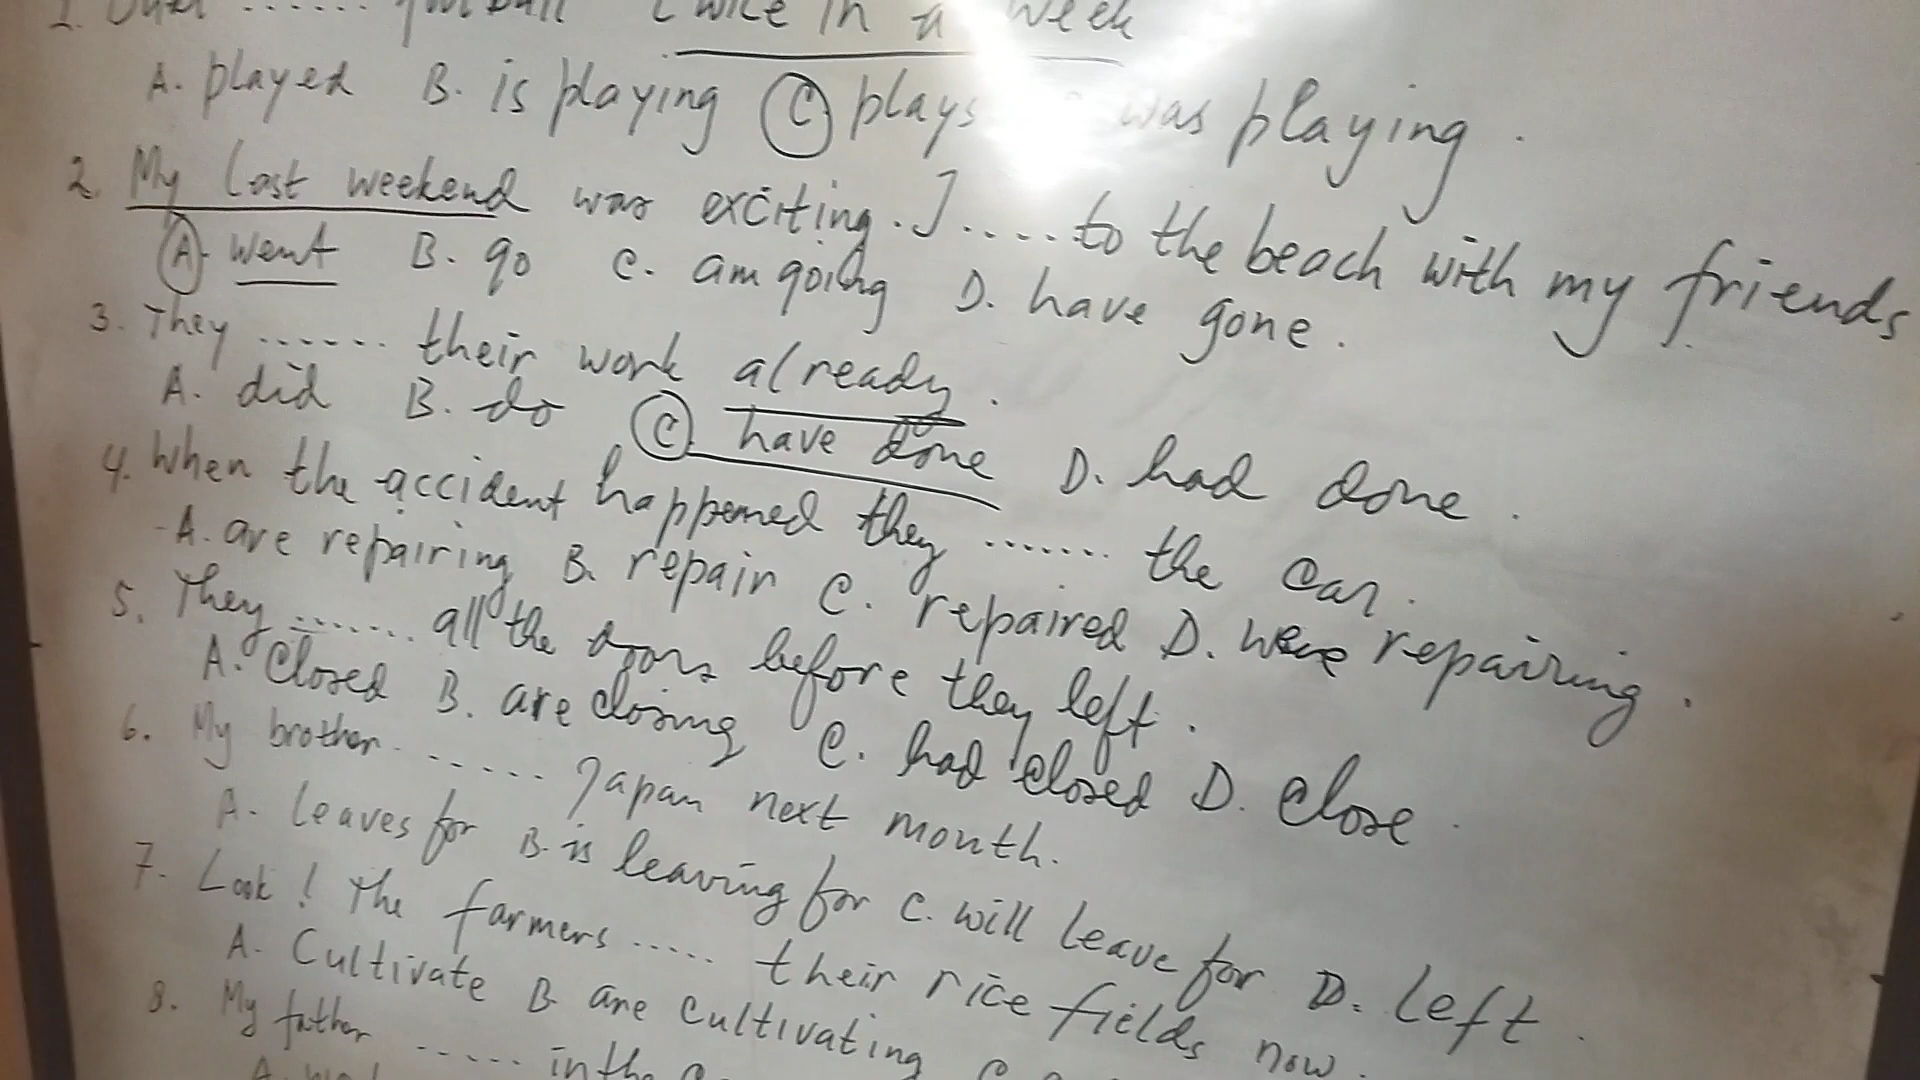 1. ...... football twice in a week
A. played B. is playing C plays was playing.
2. My last weekend was exciting. I .... to the beach with my friends
A. went B. go C. am going D. have gone.
3. They ...... their work already.
A. did B. do C have done D. had done.
4. When the accident happened they ....... the car.
A. are repairing B. repair C. repaired D. were repairing.
5. They ....... all the doors before they left.
A. Closed B. are closing C. had closed D. Close.
6. My brother ...... Japan next month.
A. leaves for B. is leaving for C. will leave for D. left.
7. Look! The farmers ..... their rice fields now.
A. Cultivate B. are cultivating
8. My father ...... in the
A.